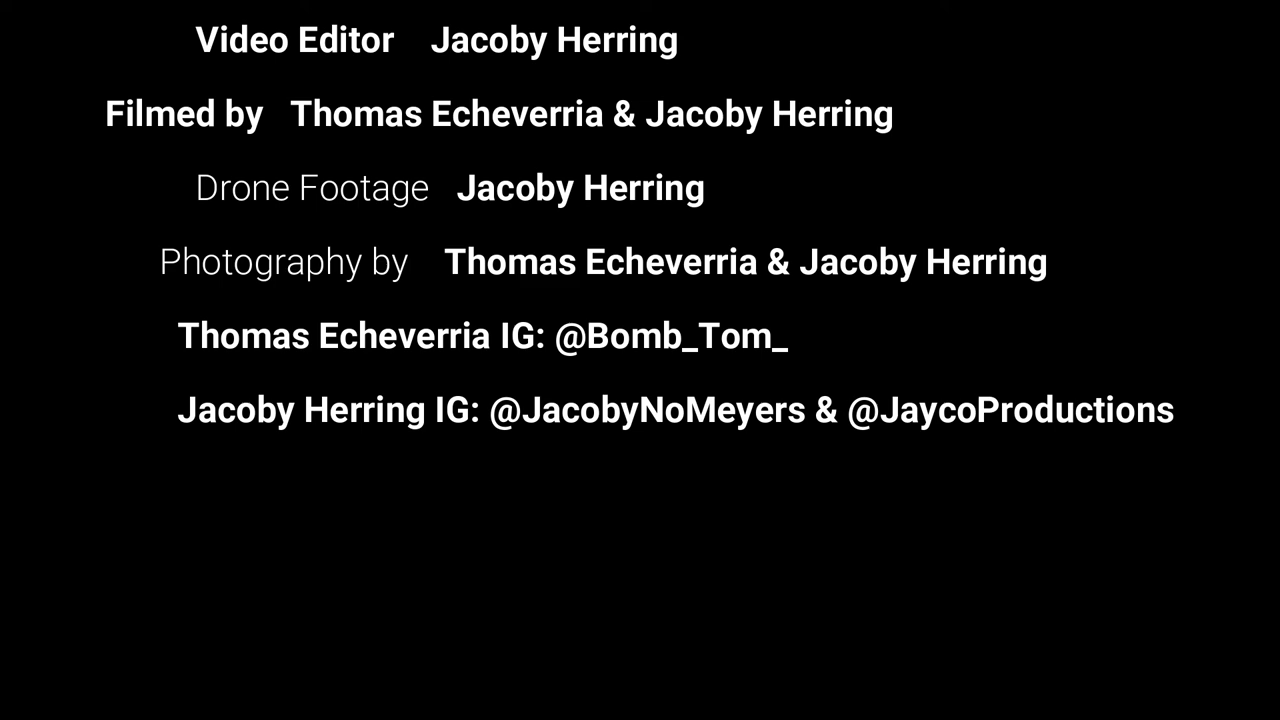 Video Editor Jacoby Herring
Filmed by Thomas Echeverria & Jacoby Herring
Drone Footage Jacoby Herring
Photography by Thomas Echeverria & Jacoby Herring
Thomas Echeverria IG: @Bomb_Tom_
Jacoby Herring IG: @JacobyNoMeyers & @JaycoProductions